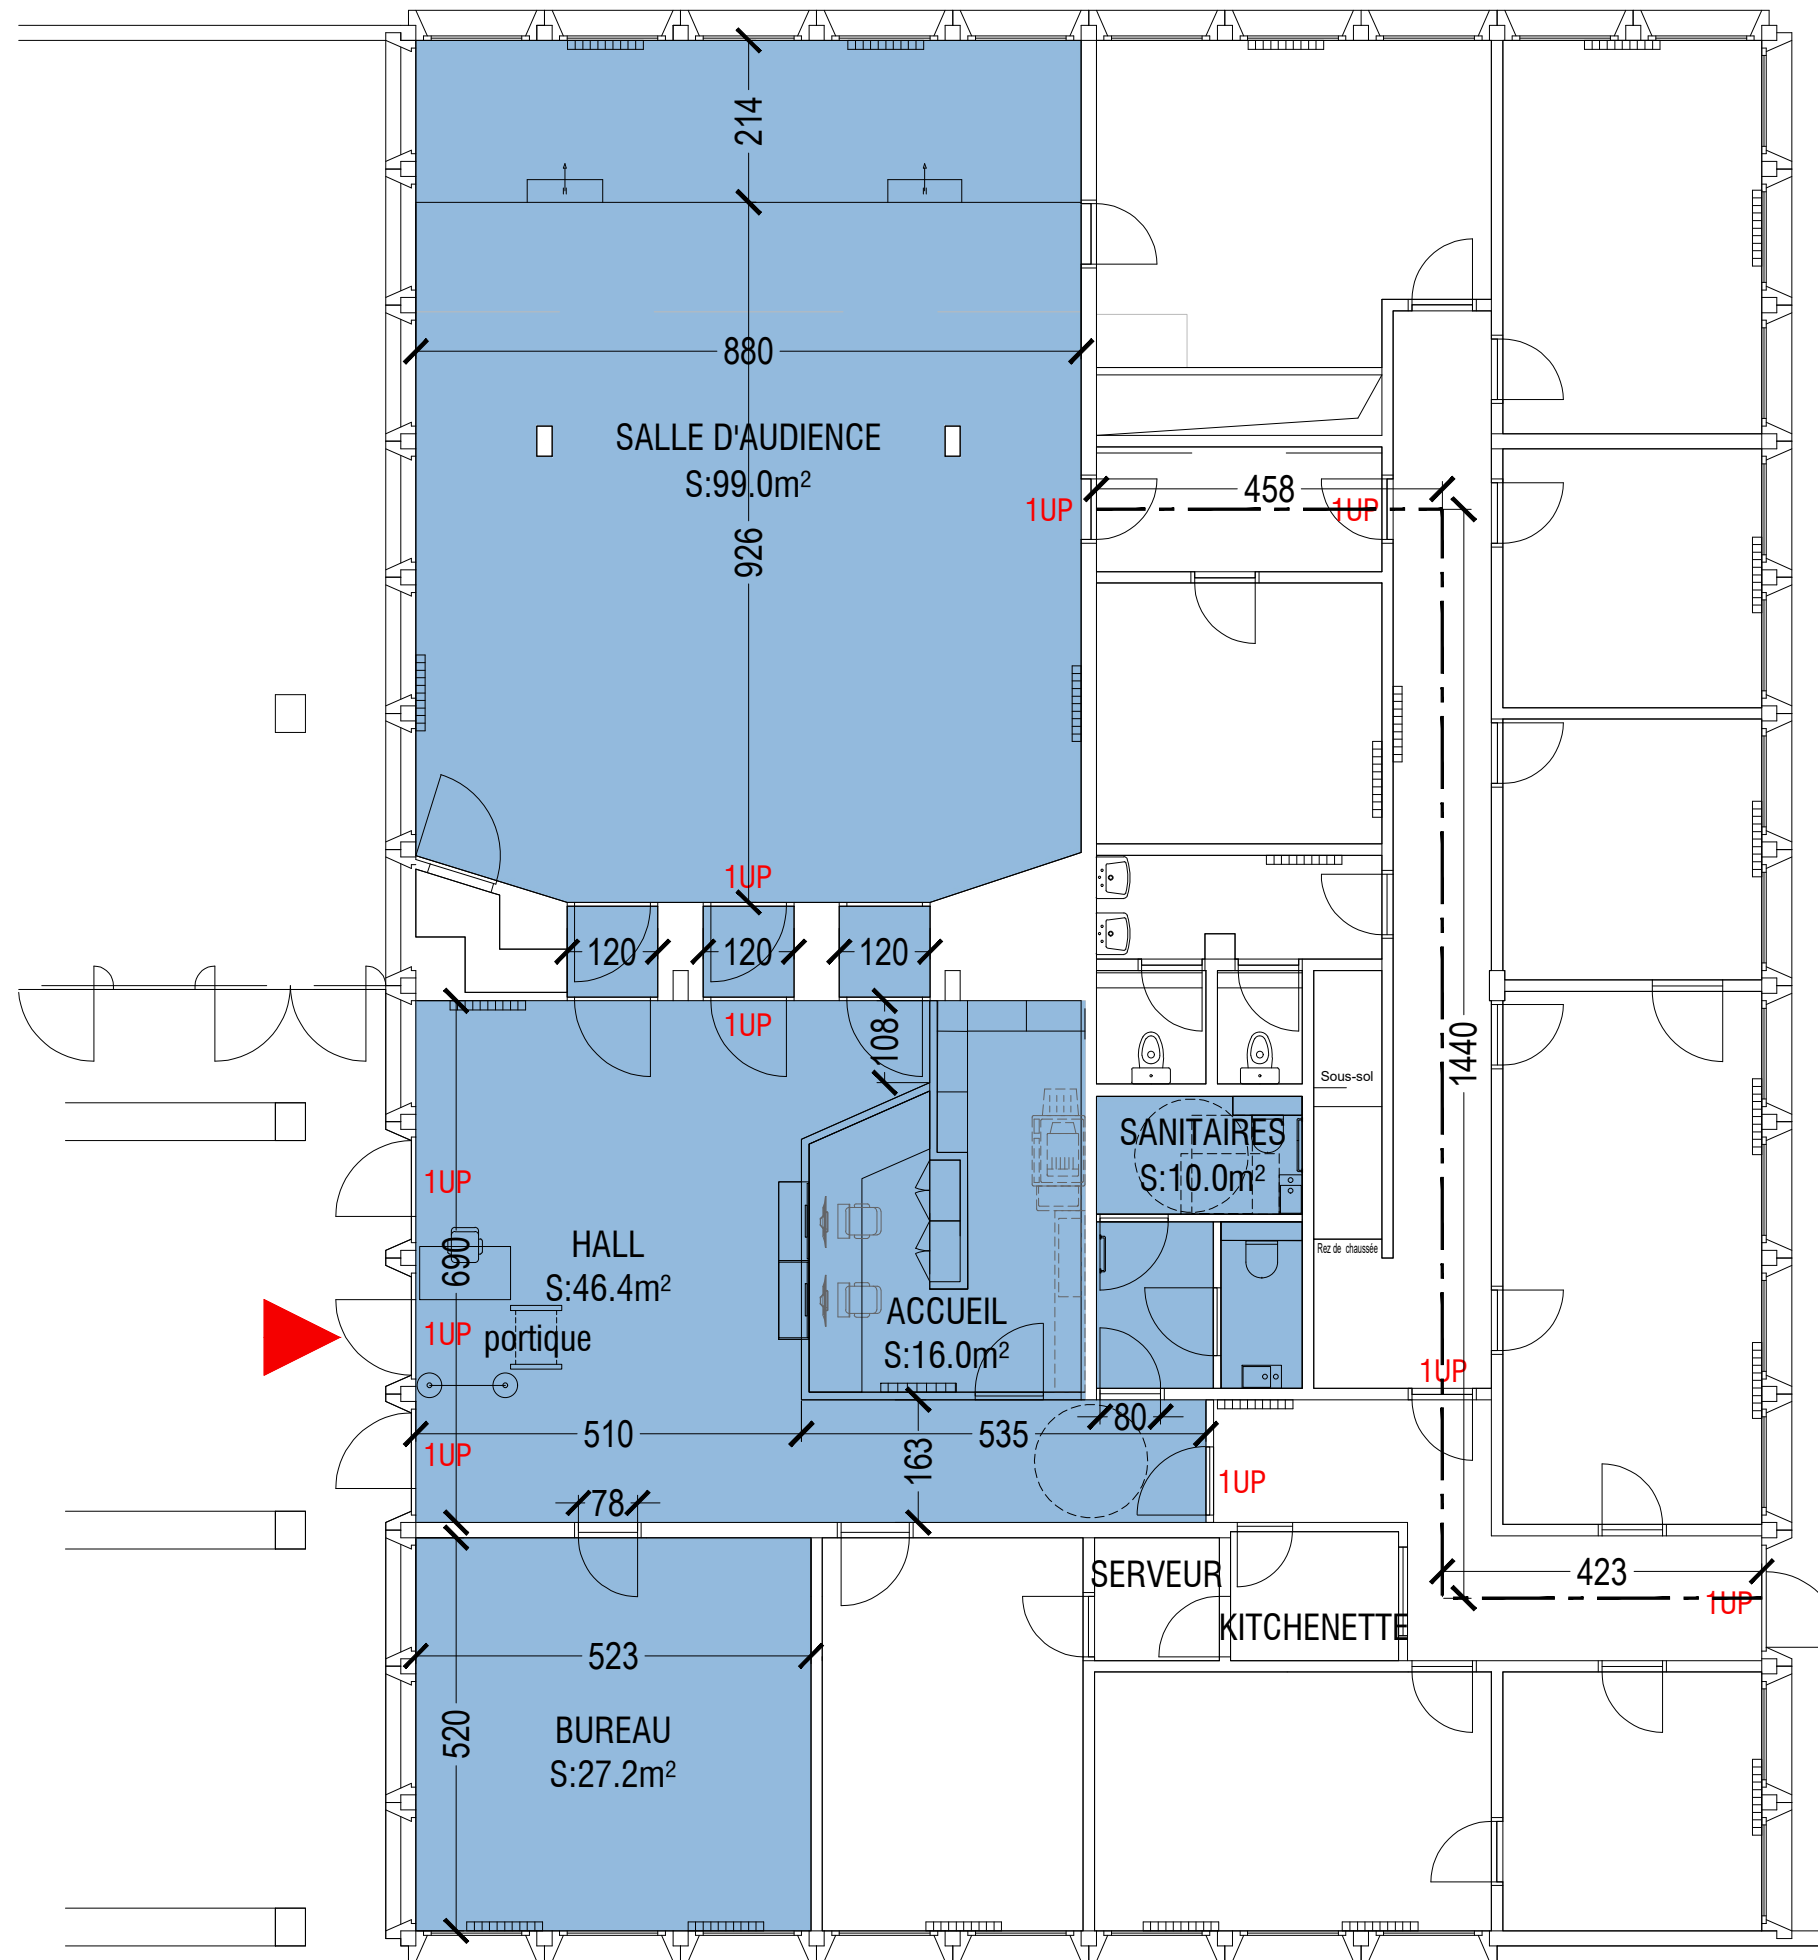 214
880
SALLE D'AUDIENCE
S:99.0m²
926
458
1UP
1UP
1UP
120
120
120
1UP
108
1440
Sous-sol
SANITAIRES
S:10.0m²
1UP
690
HALL
S:46.4m²
Rez de chaussée
ACCUEIL
S:16.0m²
1UP
portique
1UP
80
510
535
163
1UP
1UP
78
SERVEUR
423
1UP
KITCHENETTE
523
520
BUREAU
S:27.2m²